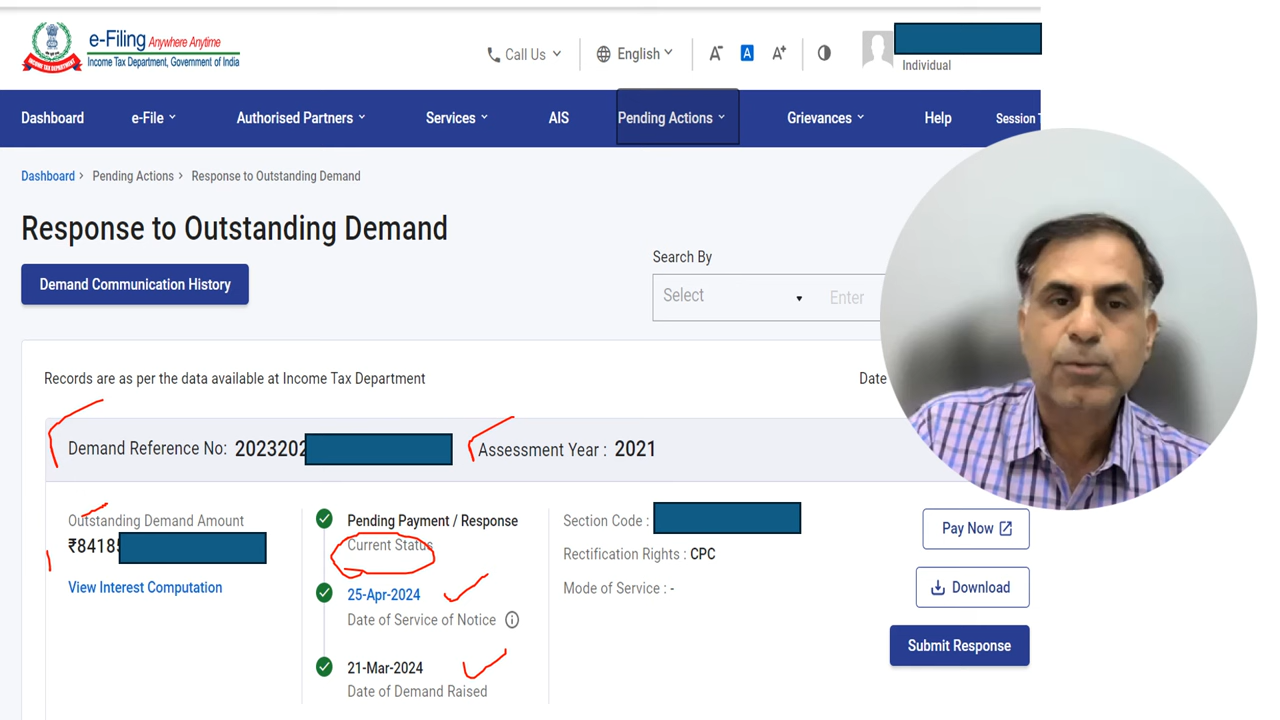 e-Filing Anywhere Anytime
Income Tax Department, Government of India
Call Us
English
A- A A+
Individual
Dashboard e-File Authorised Partners Services AIS Pending Actions Grievances Help Session
Dashboard > Pending Actions > Response to Outstanding Demand
Response to Outstanding Demand
Demand Communication History
Search By
Select
Enter
Records are as per the data available at Income Tax Department
Date
Demand Reference No: 2023202
Assessment Year : 2021
Outstanding Demand Amount
₹8418
View Interest Computation
Pending Payment / Response
Current Status
25-Apr-2024
Date of Service of Notice
21-Mar-2024
Date of Demand Raised
Section Code :
Rectification Rights : CPC
Mode of Service : -
Pay Now
Download
Submit Response